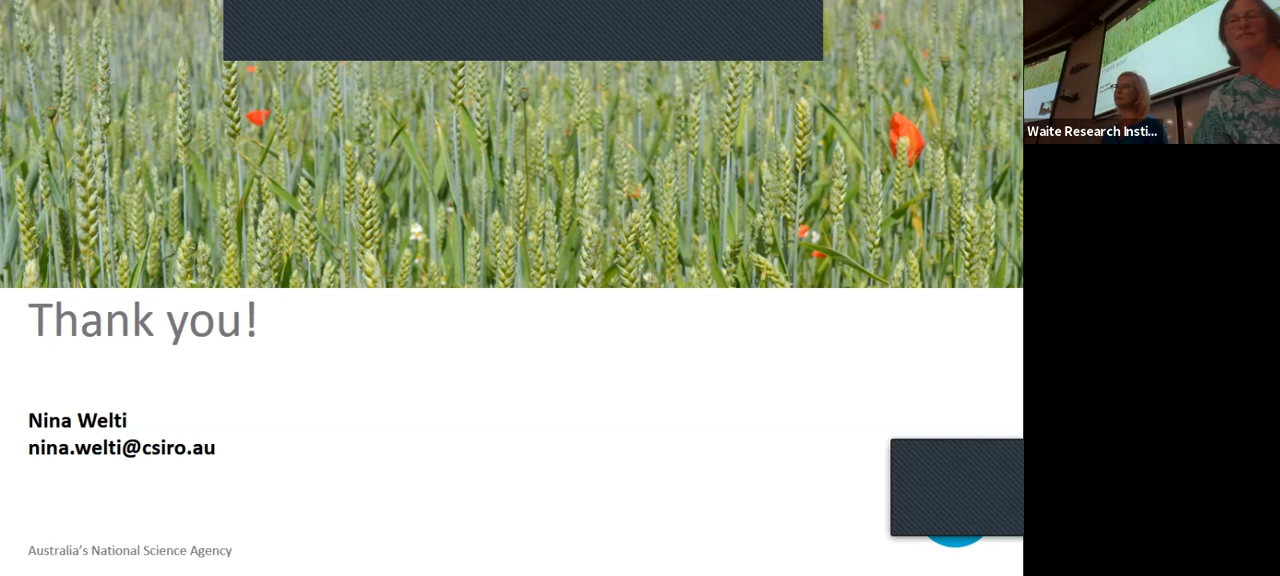 Thank you!
Nina Welti
nina.welti@csiro.au
Australia's National Science Agency
Waite Research Insti...